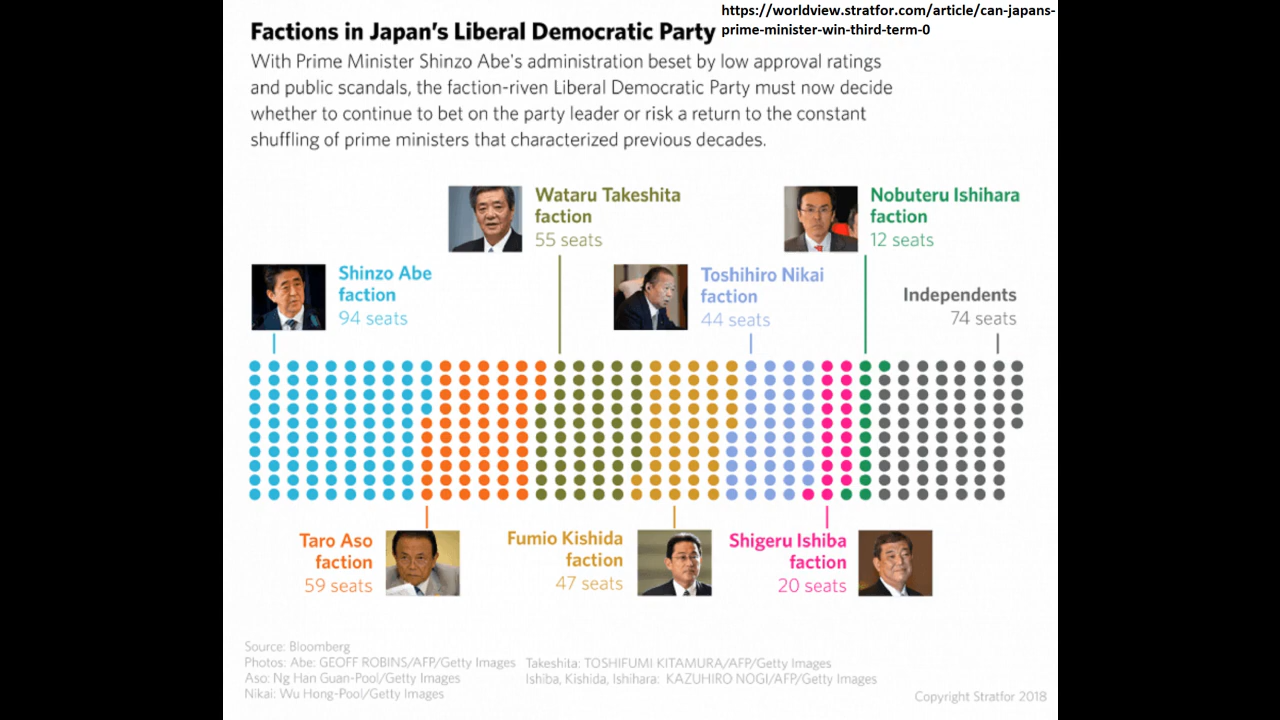 Factions in Japan's Liberal Democratic Party
https://worldview.stratfor.com/article/can-japans-
prime-minister-win-third-term-0
With Prime Minister Shinzo Abe's administration beset by low approval ratings
and public scandals, the faction-riven Liberal Democratic Party must now decide
whether to continue to bet on the party leader or risk a return to the constant
shuffling of prime ministers that characterized previous decades.
Wataru Takeshita
faction
55 seats
Nobuteru Ishihara
faction
12 seats
Shinzo Abe
faction
94 seats
Toshihiro Nikai
faction
44 seats
Independents
74 seats
Taro Aso
faction
59 seats
Fumio Kishida
faction
47 seats
Shigeru Ishiba
faction
20 seats
Source: Bloomberg
Photos: Abe: GEOFF ROBINS/AFP/Getty Images Takeshita: TOSHIFUMI KITAMURA/AFP/Getty Images
Aso: Ng Han Guan-Pool/Getty Images Ishiba, Kishida, Ishihara: KAZUHIRO NOGI/AFP/Getty Images
Nikai: Wu Hong-Pool/Getty Images
Copyright Stratfor 2018